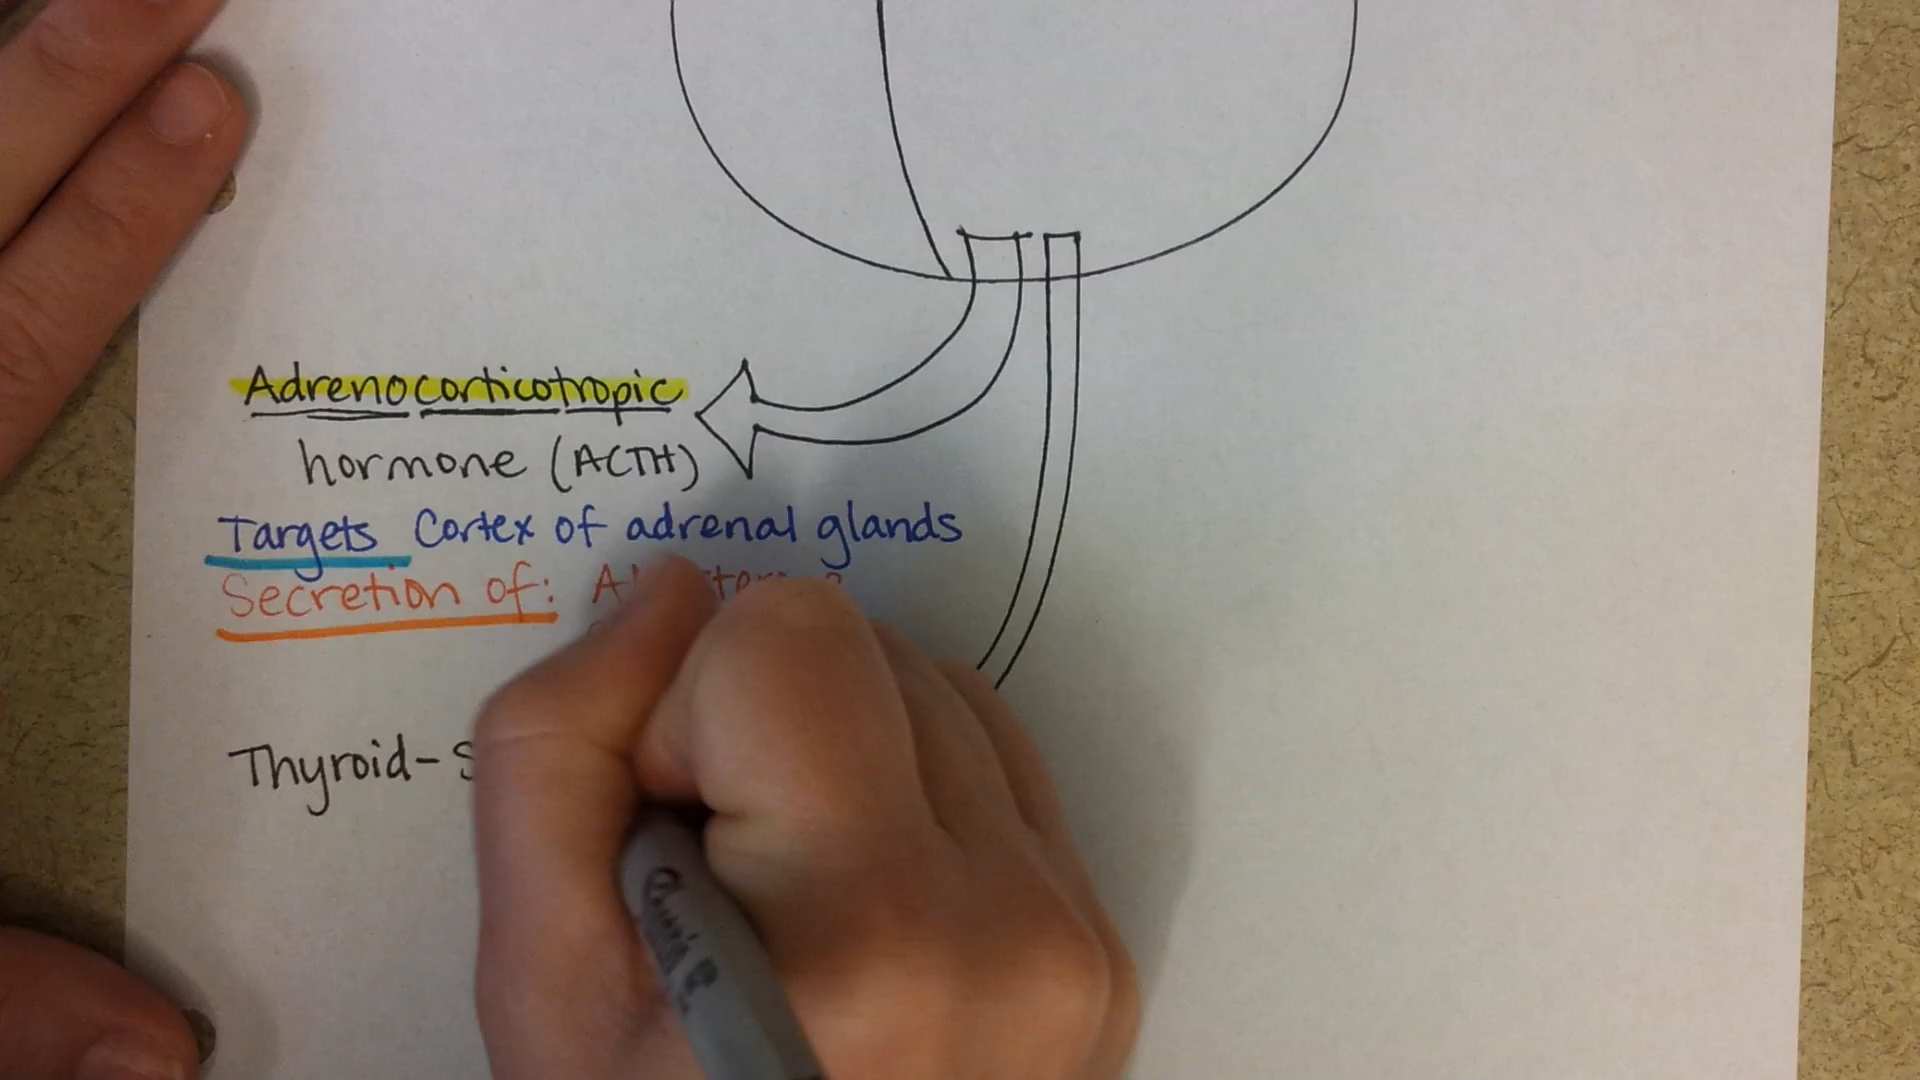 Adrenocorticotropic
hormone (ACTH)
Targets Cortex of adrenal glands
Secretion of:
Thyroid-